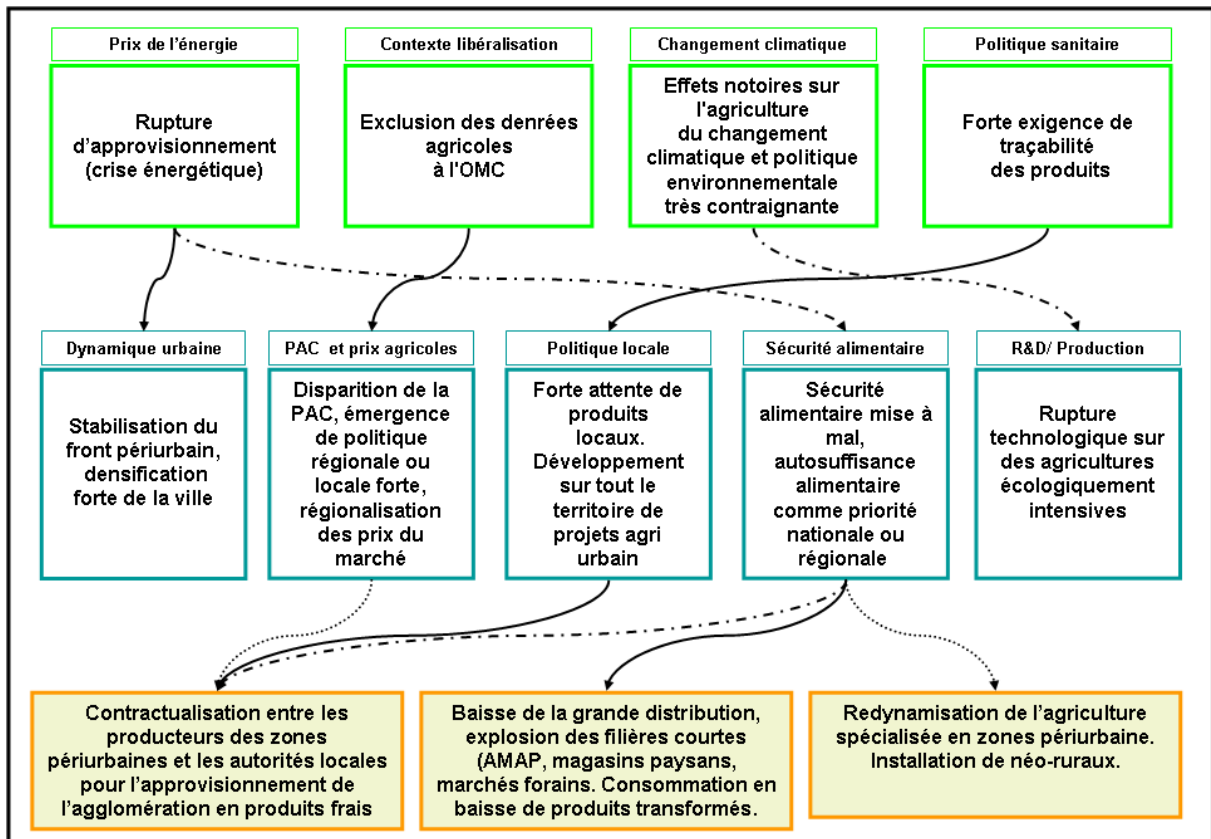 Prix de l'énergie
Rupture
d'approvisionnement
(crise énergétique)
Contexte libéralisation
Exclusion des denrées
agricoles
à l'OMC
Changement climatique
Effets notoires sur
l'agriculture
du changement
climatique et politique
environnementale
très contraignante
Politique sanitaire
Forte exigence de
traçabilité
des produits
Dynamique urbaine
Stabilisation du
front périurbain,
densification
forte de la ville
PAC et prix agricoles
Disparition de la
PAC, émergence
de politique
régionale ou
locale forte,
régionalisation
des prix du
marché
Politique locale
Forte attente de
produits
locaux.
Développement
sur tout le
territoire de
projets agri
urbain
Sécurité alimentaire
Sécurité
alimentaire mise à
mal,
autosuffisance
alimentaire
comme priorité
nationale ou
régionale
R&D/ Production
Rupture
technologique sur
des agricultures
écologiquement
intensives
Contractualisation entre les
producteurs des zones
périurbaines et les autorités locales
pour l'approvisionnement de
l'agglomération en produits frais
Baisse de la grande distribution,
explosion des filières courtes
(AMAP, magasins paysans,
marchés forains. Consommation en
baisse de produits transformés.
Redynamisation de l'agriculture
spécialisée en zones périurbaine.
Installation de néo-ruraux.